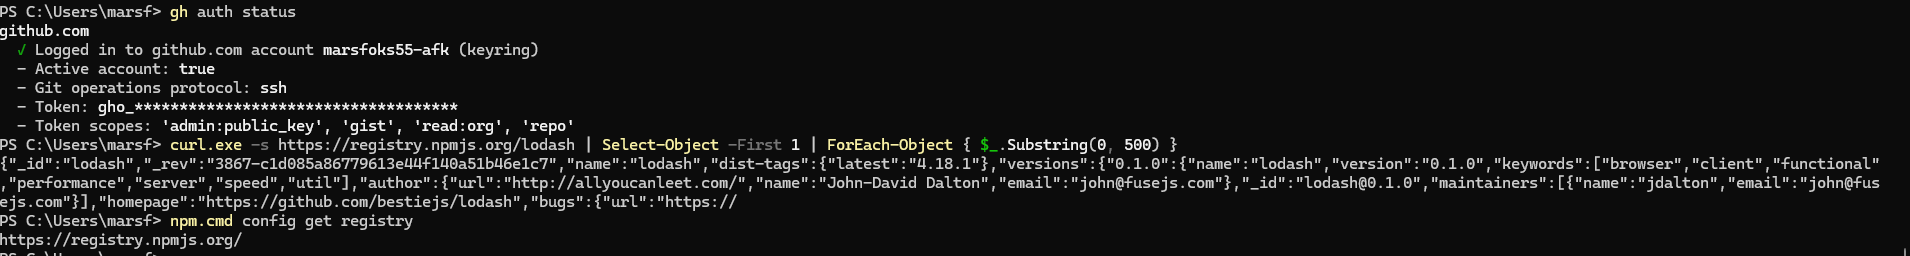 PS C:\Users\marsf> gh auth status
github.com
  ✓ Logged in to github.com account marsfoks55-afk (keyring)
  - Active account: true
  - Git operations protocol: ssh
  - Token: gho_************************************
  - Token scopes: 'admin:public_key', 'gist', 'read:org', 'repo'
PS C:\Users\marsf> curl.exe -s https://registry.npmjs.org/lodash | Select-Object -First 1 | ForEach-Object { $_.Substring(0, 500) }
{"_id":"lodash","_rev":"3867-c1d085a86779613e44f140a51b46e1c7","name":"lodash","dist-tags":{"latest":"4.18.1"},"versions":{"0.1.0":{"name":"lodash","version":"0.1.0","keywords":["browser","client","functional"
,"performance","server","speed","util"],"author":{"url":"http://allyoucanleet.com/","name":"John-David Dalton","email":"john@fusejs.com"},"_id":"lodash@0.1.0","maintainers":[{"name":"jdalton","email":"john@fus
ejs.com"}],"homepage":"https://github.com/bestiejs/lodash","bugs":{"url":"https://
PS C:\Users\marsf> npm.cmd config get registry
https://registry.npmjs.org/